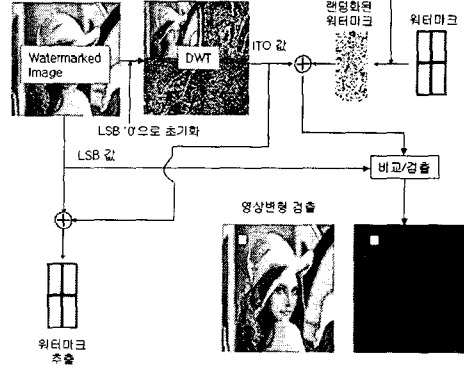 랜덤화된
워터마크
워터마크
Watermarked
Image
DWT
ITO 값
LSB '0'으로 초기화
LSB 값
비교/검출
영상변형 검출
워터마크
추출